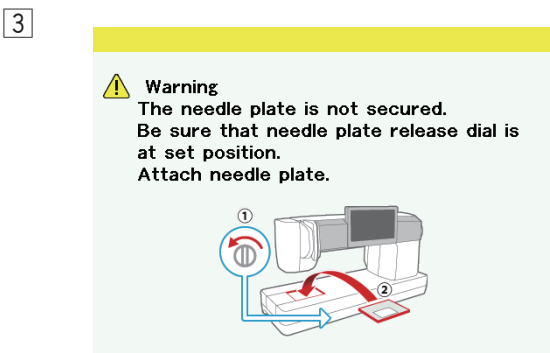 3
Warning
The needle plate is not secured.
Be sure that needle plate release dial is
at set position.
Attach needle plate.
①
②